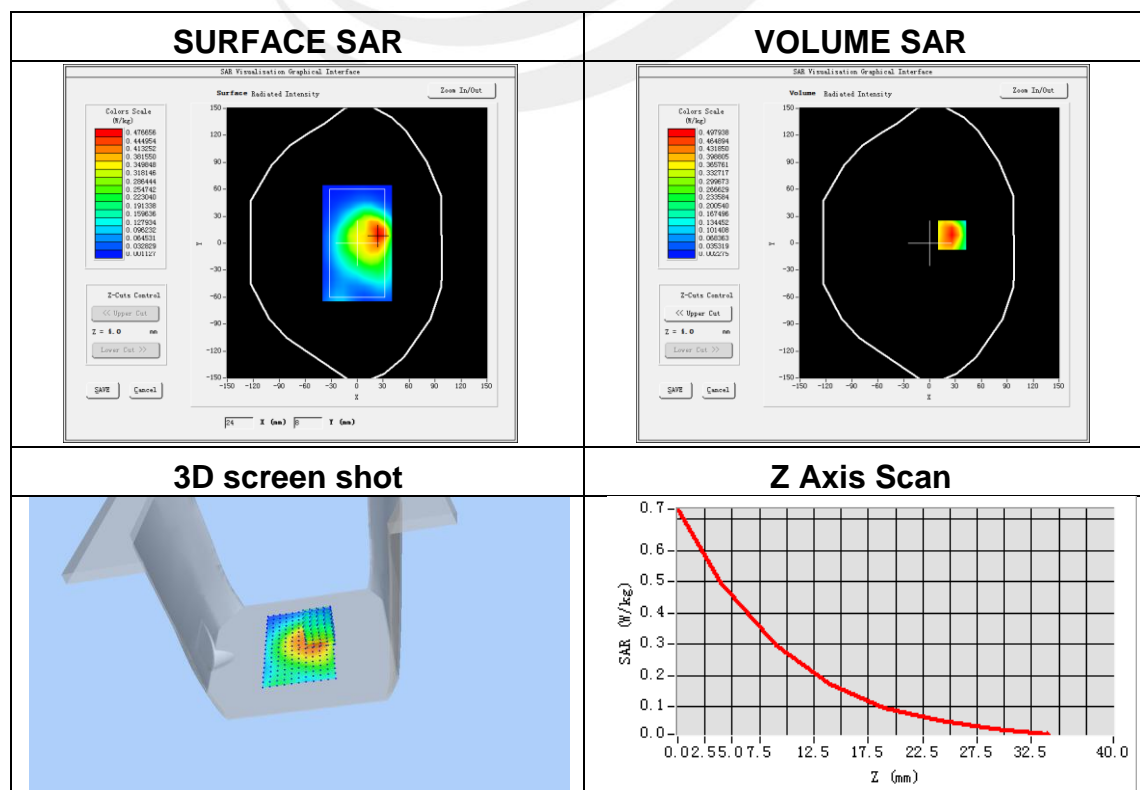 SURFACE SAR
SAR Visualisation Graphical Interface
Surface Radiated Intensity
Zoom In/Out
Colors Scale
(W/kg)
0.476656
0.444954
0.413252
0.381550
0.349848
0.318146
0.286444
0.254742
0.223040
0.191338
0.159636
0.127934
0.096232
0.064531
0.032829
0.001127
150
120
90
60
30
0
-30
-60
-90
-120
-150
Y
-150 -120 -90 -60 -30 0 30 60 90 120 150
X
Z-Cuts Control
<< Upper Cut
Z = 4.0 mm
Lower Cut >>
SAVE Cancel
24 X (mm) 8 Y (mm)
VOLUME SAR
SAR Visualisation Graphical Interface
Volume Radiated Intensity
Zoom In/Out
Colors Scale
(W/kg)
0.497938
0.464894
0.431850
0.398805
0.365761
0.332717
0.299673
0.266629
0.233584
0.200540
0.167496
0.134452
0.101408
0.068363
0.035319
0.002275
150
120
90
60
30
0
-30
-60
-90
-120
-150
Y
-150 -120 -90 -60 -30 0 30 60 90 120 150
X
Z-Cuts Control
<< Upper Cut
Z = 4.0 mm
Lower Cut >>
SAVE Cancel
3D screen shot
Z Axis Scan
0.7
0.6
0.5
0.4
0.3
0.2
0.1
0.0
SAR (W/kg)
0.0 2.5 5.0 7.5 12.5 17.5 22.5 27.5 32.5 40.0
Z (mm)